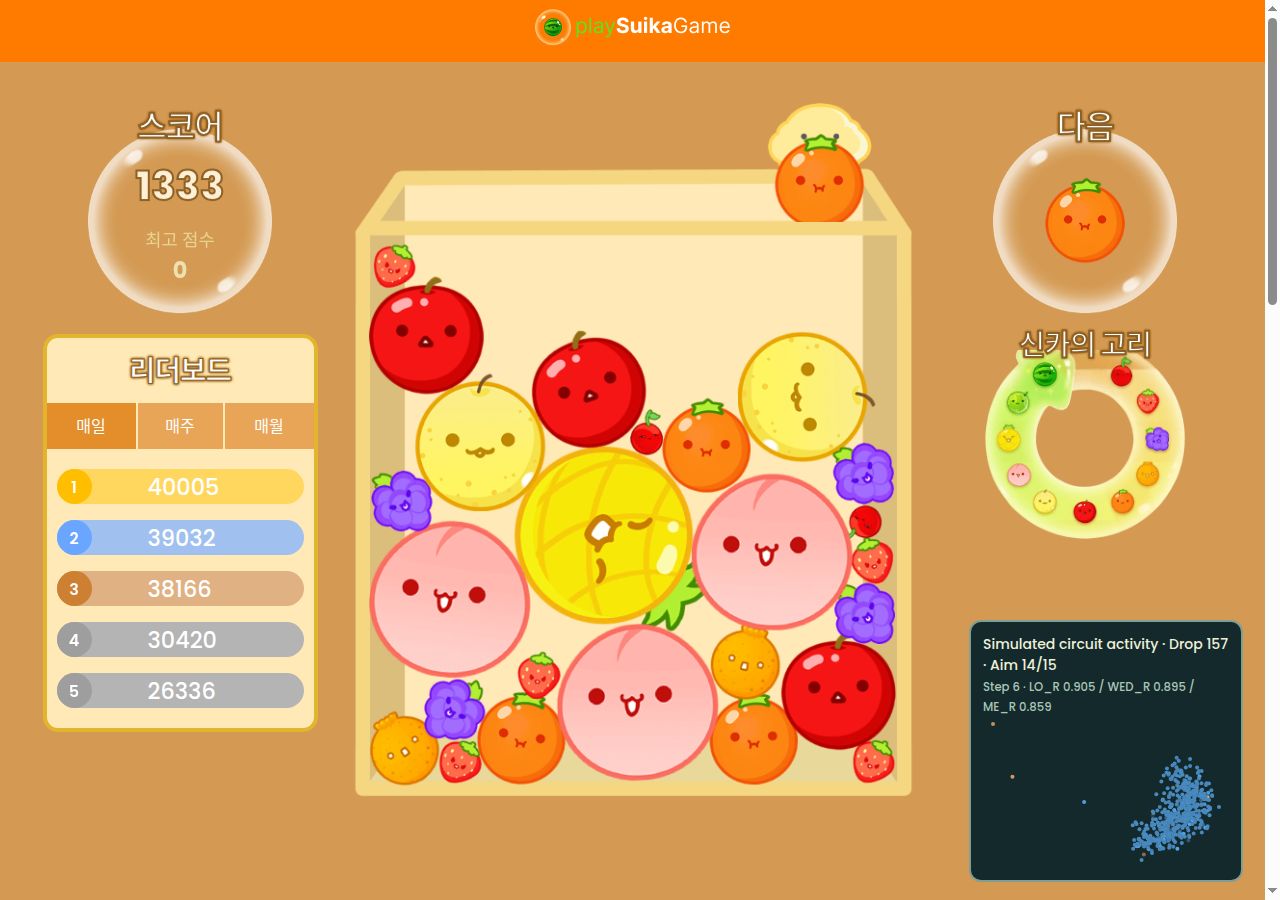 playSuikaGame
스코어
1333
최고 점수
0
다음
리더보드
매일 매주 매월
1 40005
2 39032
3 38166
4 30420
5 26336
신카의 고리
Simulated circuit activity · Drop 157
· Aim 14/15
Step 6 · LO_R 0.905 / WED_R 0.895 /
ME_R 0.859